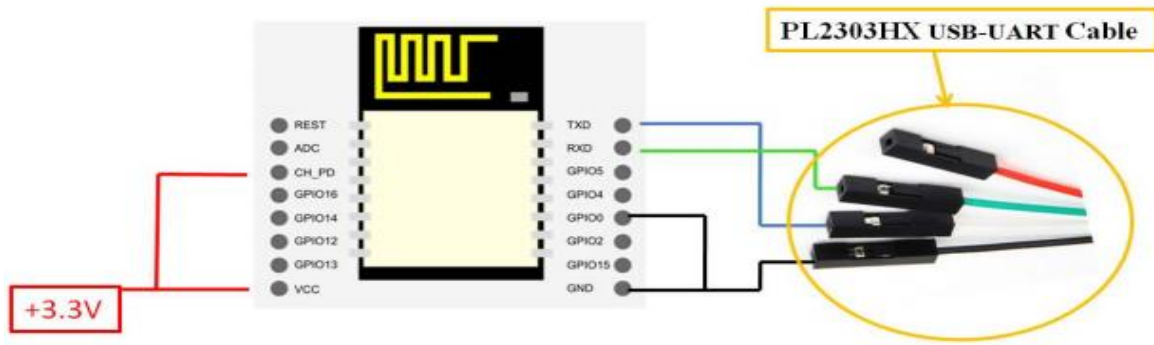 PL2303HX USB-UART Cable
REST
ADC
CH_PD
GPIO16
GPIO14
GPIO12
GPIO13
VCC
TXD
RXD
GPIO5
GPIO4
GPIO0
GPIO2
GPIO15
GND
+3.3V